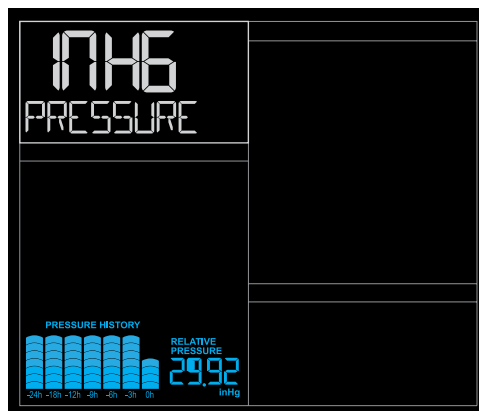 INHG
PRESSURE
PRESSURE HISTORY
-24h -18h -12h -9h -6h -3h 0h
RELATIVE
PRESSURE
29.92
inHg